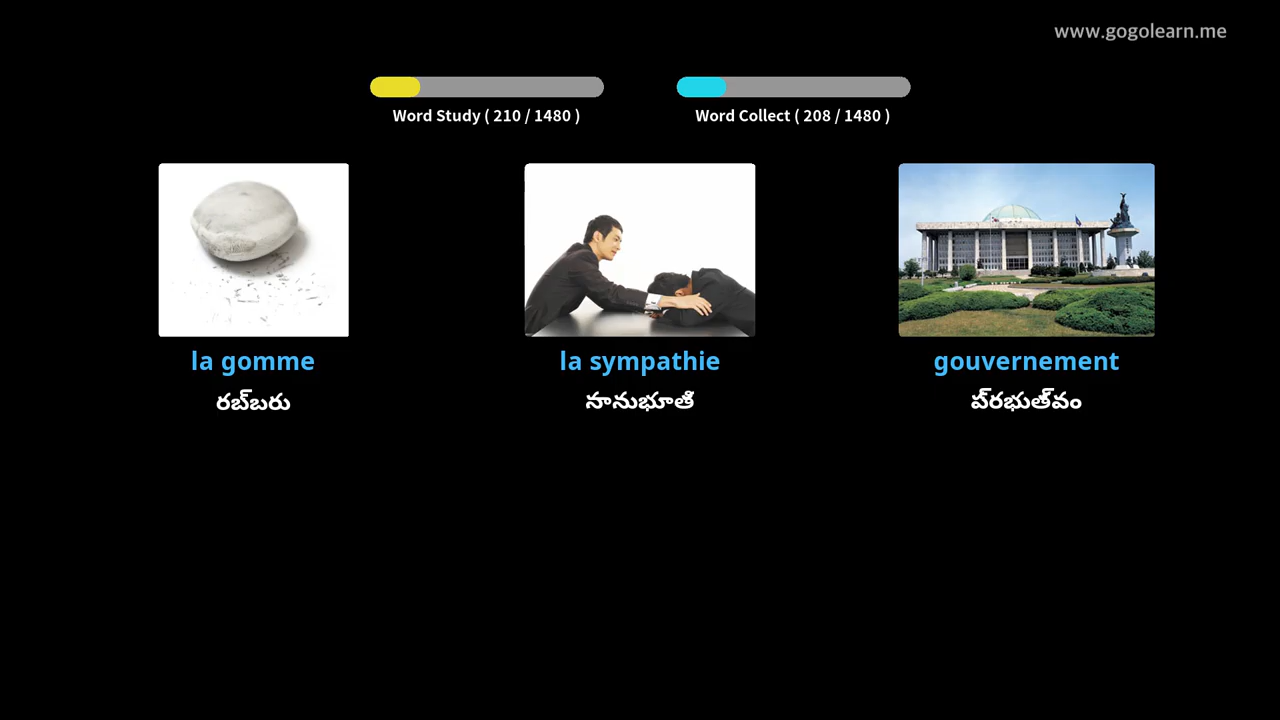 www.gogolearn.me
Word Study ( 210 / 1480 )
Word Collect ( 208 / 1480 )
la gomme
రబ్బరు
la sympathie
సానుభూతి
gouvernement
ప్రభుత్వం